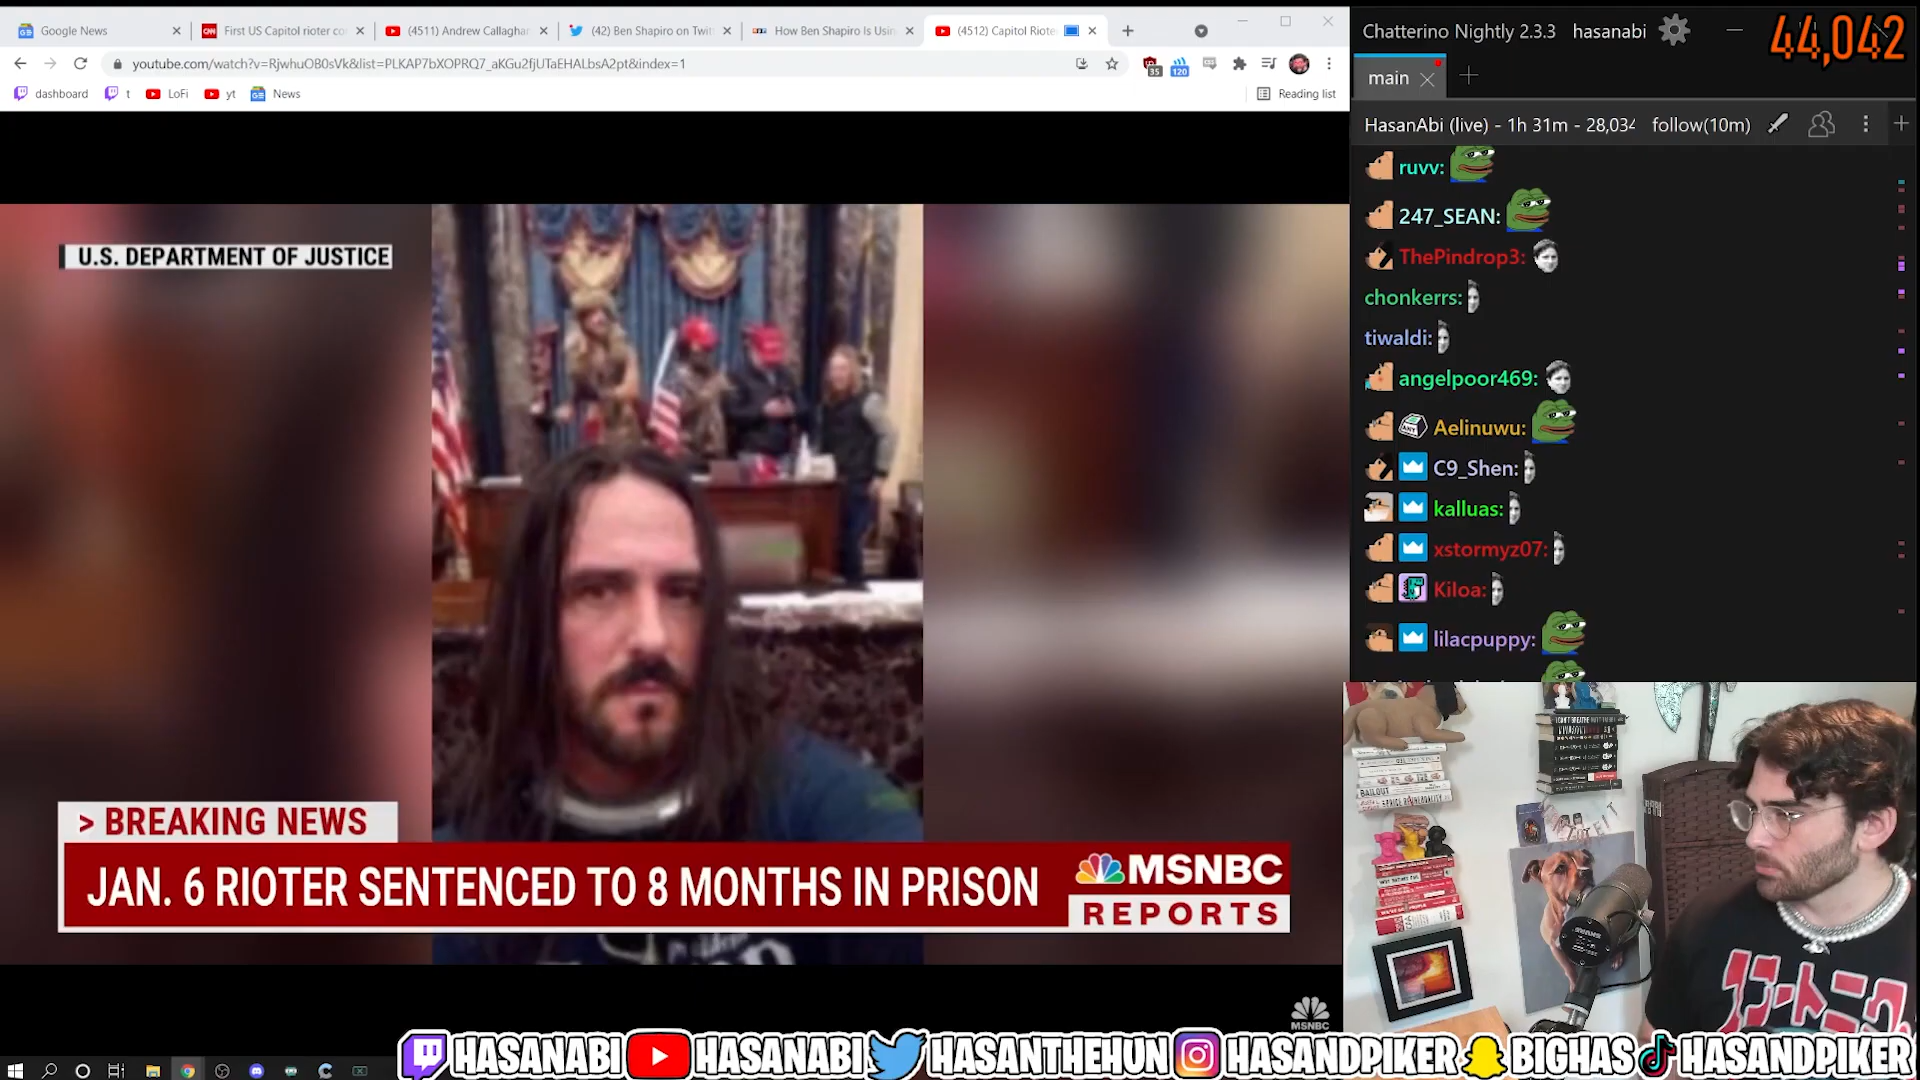 Google News
First US Capitol rioter co
(4511) Andrew Callaghan
(42) Ben Shapiro on Twit
How Ben Shapiro Is Usin
(4512) Capitol Riote
youtube.com/watch?v=RjwhuOB0sVk&list=PLKAP7bXOPRQ7_aKGu2fjUTaEHALbsA2pt&index=1
35
120
dashboard
t
LoFi
yt
News
Reading list
Chatterino Nightly 2.3.3
hasanabi
44,042
main
HasanAbi (live) - 1h 31m - 28,034
follow(10m)
ruvv:
247_SEAN:
ThePindrop3:
chonkerrs:
tiwaldi:
angelpoor469:
Aelinuwu:
C9_Shen:
kalluas:
xstormyz07:
Kiloa:
lilacpuppy:
U.S. DEPARTMENT OF JUSTICE
> BREAKING NEWS
JAN. 6 RIOTER SENTENCED TO 8 MONTHS IN PRISON
MSNBC
REPORTS
MSNBC
BAILOUT
HASANABI
HASANABI
HASANTHEHUN
HASANDPIKER
BIGHAS
HASANDPIKER